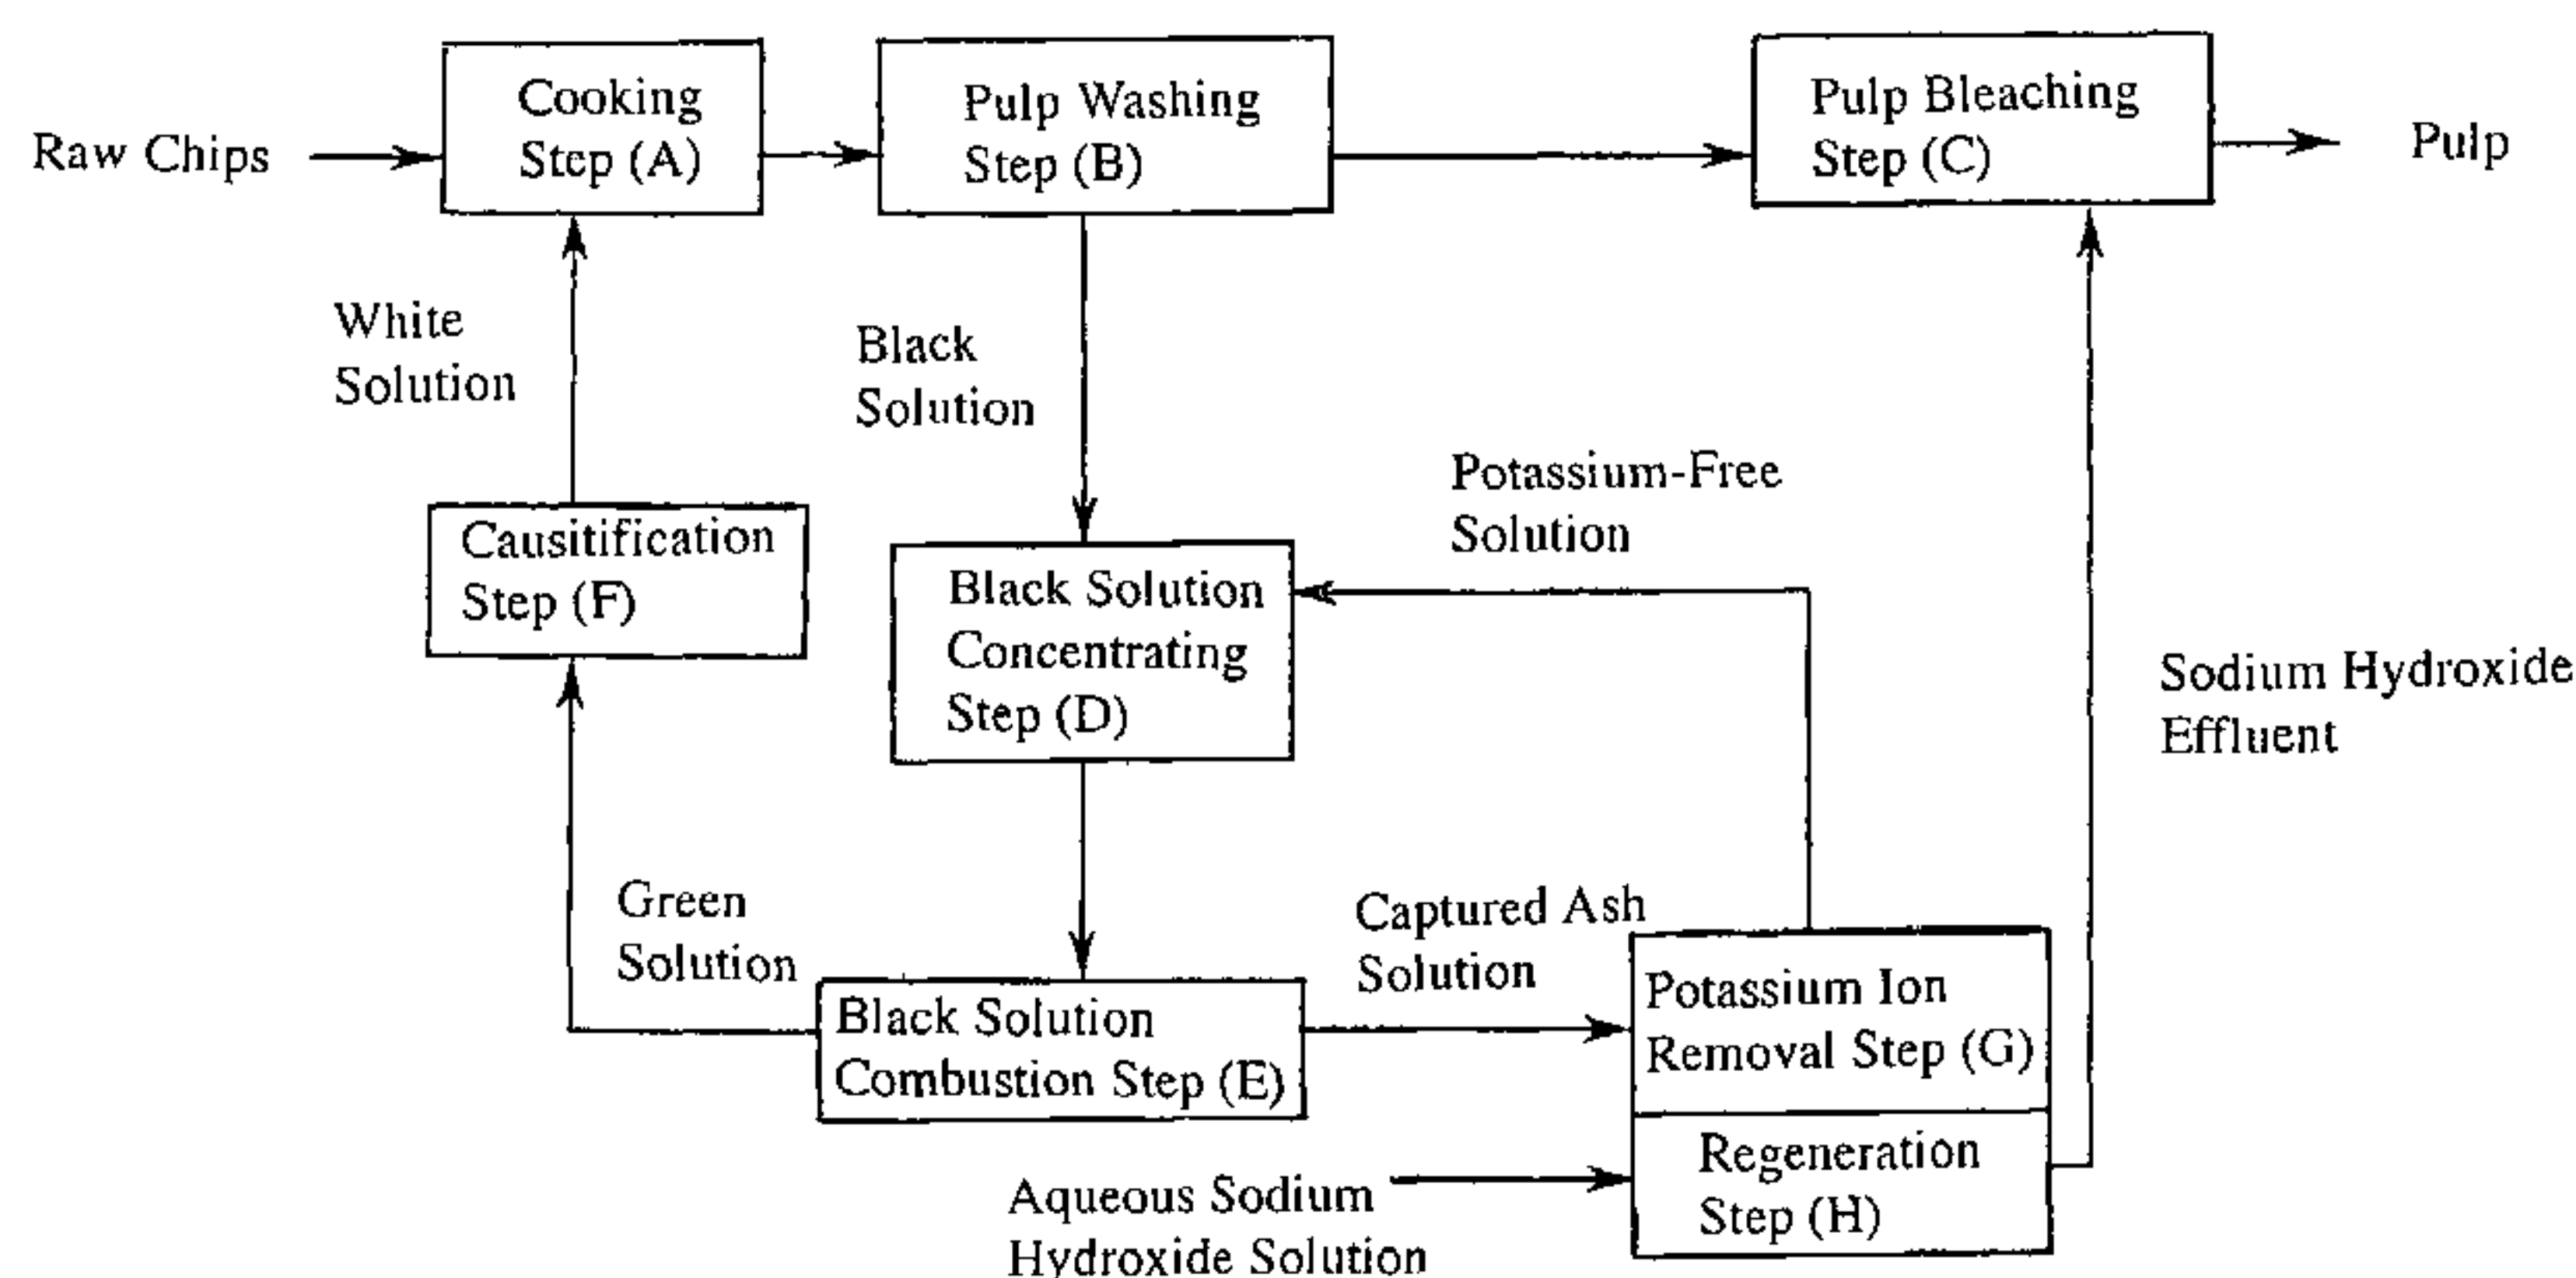 Raw Chips
Cooking
Step (A)
Pulp Washing
Step (B)
Pulp Bleaching
Step (C)
Pulp
White
Solution
Black
Solution
Potassium-Free
Solution
Causitification
Step (F)
Black Solution
Concentrating
Step (D)
Sodium Hydroxide
Effluent
Green
Solution
Captured Ash
Solution
Black Solution
Combustion Step (E)
Potassium Ion
Removal Step (G)
Regeneration
Step (H)
Aqueous Sodium
Hydroxide Solution